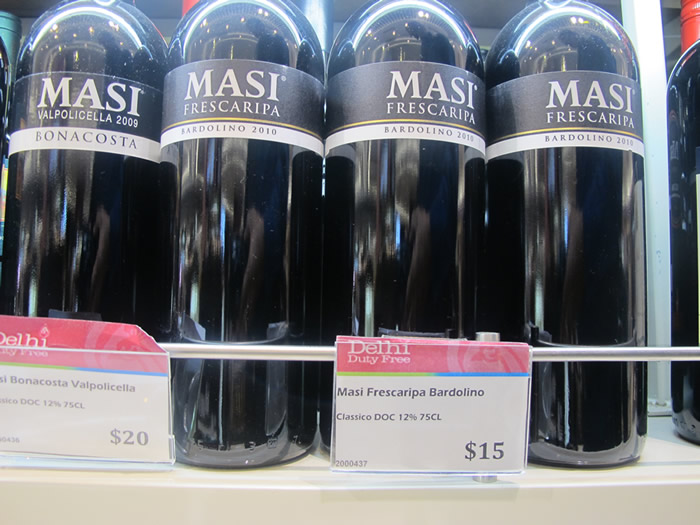 MASI®
VALPOLICELLA 2009
BONACOSTA
MASI®
FRESCARIPA
BARDOLINO 2010
MASI®
FRESCARIPA
BARDOLINO 2010
MASI®
FRESCARIPA
BARDOLINO 2010
Delhi
Duty Free
si Bonacosta Valpolicella
ssico DOC 12% 75CL
$20
Delhi
Duty Free
Masi Frescaripa Bardolino
Classico DOC 12% 75CL
2000437
$15